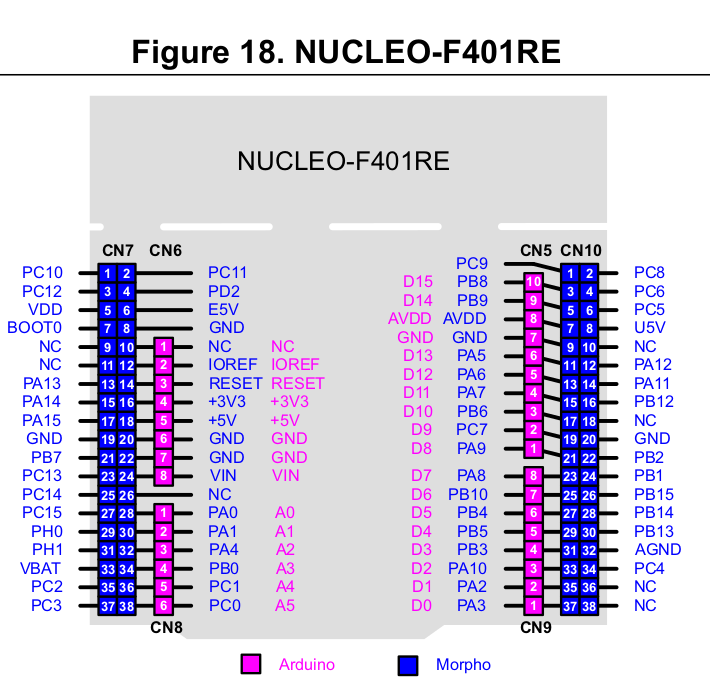 Figure 18. NUCLEO-F401RE
NUCLEO-F401RE
CN7 CN6 CN5 CN10
PC9
PC10 1 2 PC11 1 2 PC8
D15 PB8 10
PC12 3 4 PD2 3 4 PC6
D14 PB9 9
VDD 5 6 E5V 5 6 PC5
AVDD AVDD 8
BOOT0 7 8 GND 7 8 U5V
GND GND 7
NC 9 10 1 NC NC 9 10 NC
D13 PA5 6
NC 11 12 2 IOREF IOREF 11 12 PA12
D12 PA6 5
PA13 13 14 3 RESET RESET 13 14 PA11
D11 PA7 4
PA14 15 16 4 +3V3 +3V3 15 16 PB12
D10 PB6 3
PA15 17 18 5 +5V +5V 17 18 NC
D9 PC7 2
GND 19 20 6 GND GND 19 20 GND
D8 PA9 1
PB7 21 22 7 GND GND 21 22 PB2
PC13 23 24 8 VIN VIN D7 PA8 8 23 24 PB1
PC14 25 26 NC D6 PB10 7 25 26 PB15
PC15 27 28 1 PA0 A0 D5 PB4 6 27 28 PB14
PH0 29 30 2 PA1 A1 D4 PB5 5 29 30 PB13
PH1 31 32 3 PA4 A2 D3 PB3 4 31 32 AGND
VBAT 33 34 4 PB0 A3 D2 PA10 3 33 34 PC4
PC2 35 36 5 PC1 A4 D1 PA2 2 35 36 NC
PC3 37 38 6 PC0 A5 D0 PA3 1 37 38 NC
CN8 CN9
Arduino Morpho